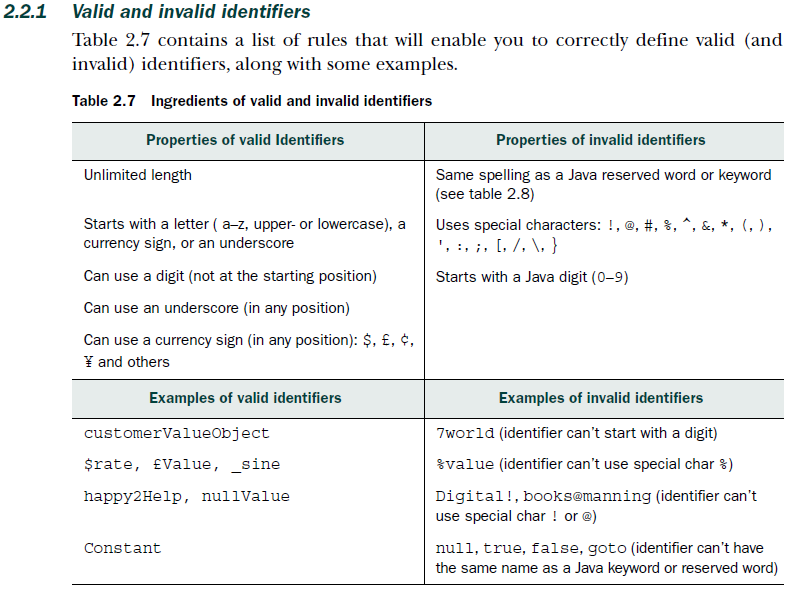 2.2.1 Valid and invalid identifiers
Table 2.7 contains a list of rules that will enable you to correctly define valid (and
invalid) identifiers, along with some examples.
Table 2.7 Ingredients of valid and invalid identifiers
Properties of valid Identifiers
Properties of invalid identifiers
Unlimited length
Same spelling as a Java reserved word or keyword
(see table 2.8)
Starts with a letter ( a–z, upper- or lowercase), a
currency sign, or an underscore
Uses special characters: !, @, #, %, ^, &, *, (, ),
', :, ;, [, /, \, }
Can use a digit (not at the starting position)
Starts with a Java digit (0–9)
Can use an underscore (in any position)
Can use a currency sign (in any position): $, £, ¢,
¥ and others
Examples of valid identifiers
Examples of invalid identifiers
customerValueObject
7world (identifier can't start with a digit)
$rate, £Value, _sine
%value (identifier can't use special char %)
happy2Help, nullValue
Digital!, books@manning (identifier can't
use special char ! or @)
Constant
null, true, false, goto (identifier can't have
the same name as a Java keyword or reserved word)